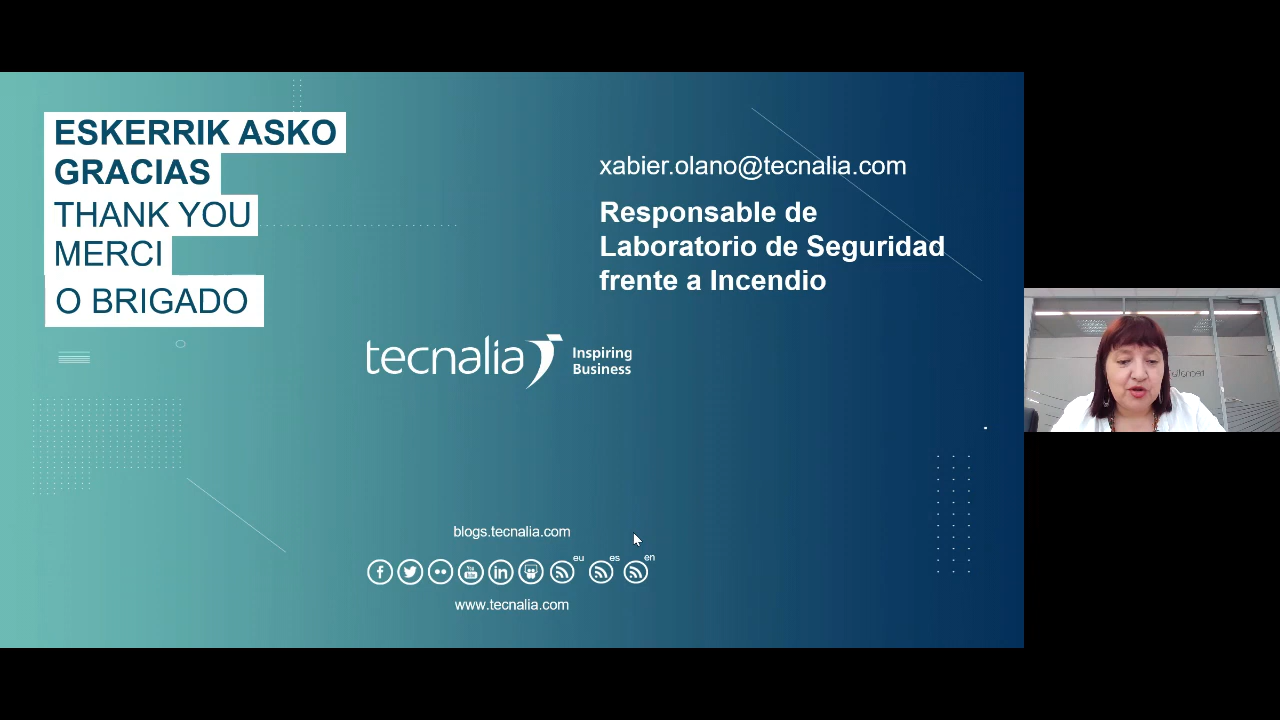 ESKERRIK ASKO
GRACIAS
THANK YOU
MERCI
O BRIGADO
xabier.olano@tecnalia.com
Responsable de
Laboratorio de Seguridad
frente a Incendio
tecnalia
Inspiring
Business
blogs.tecnalia.com
eu
es
en
www.tecnalia.com